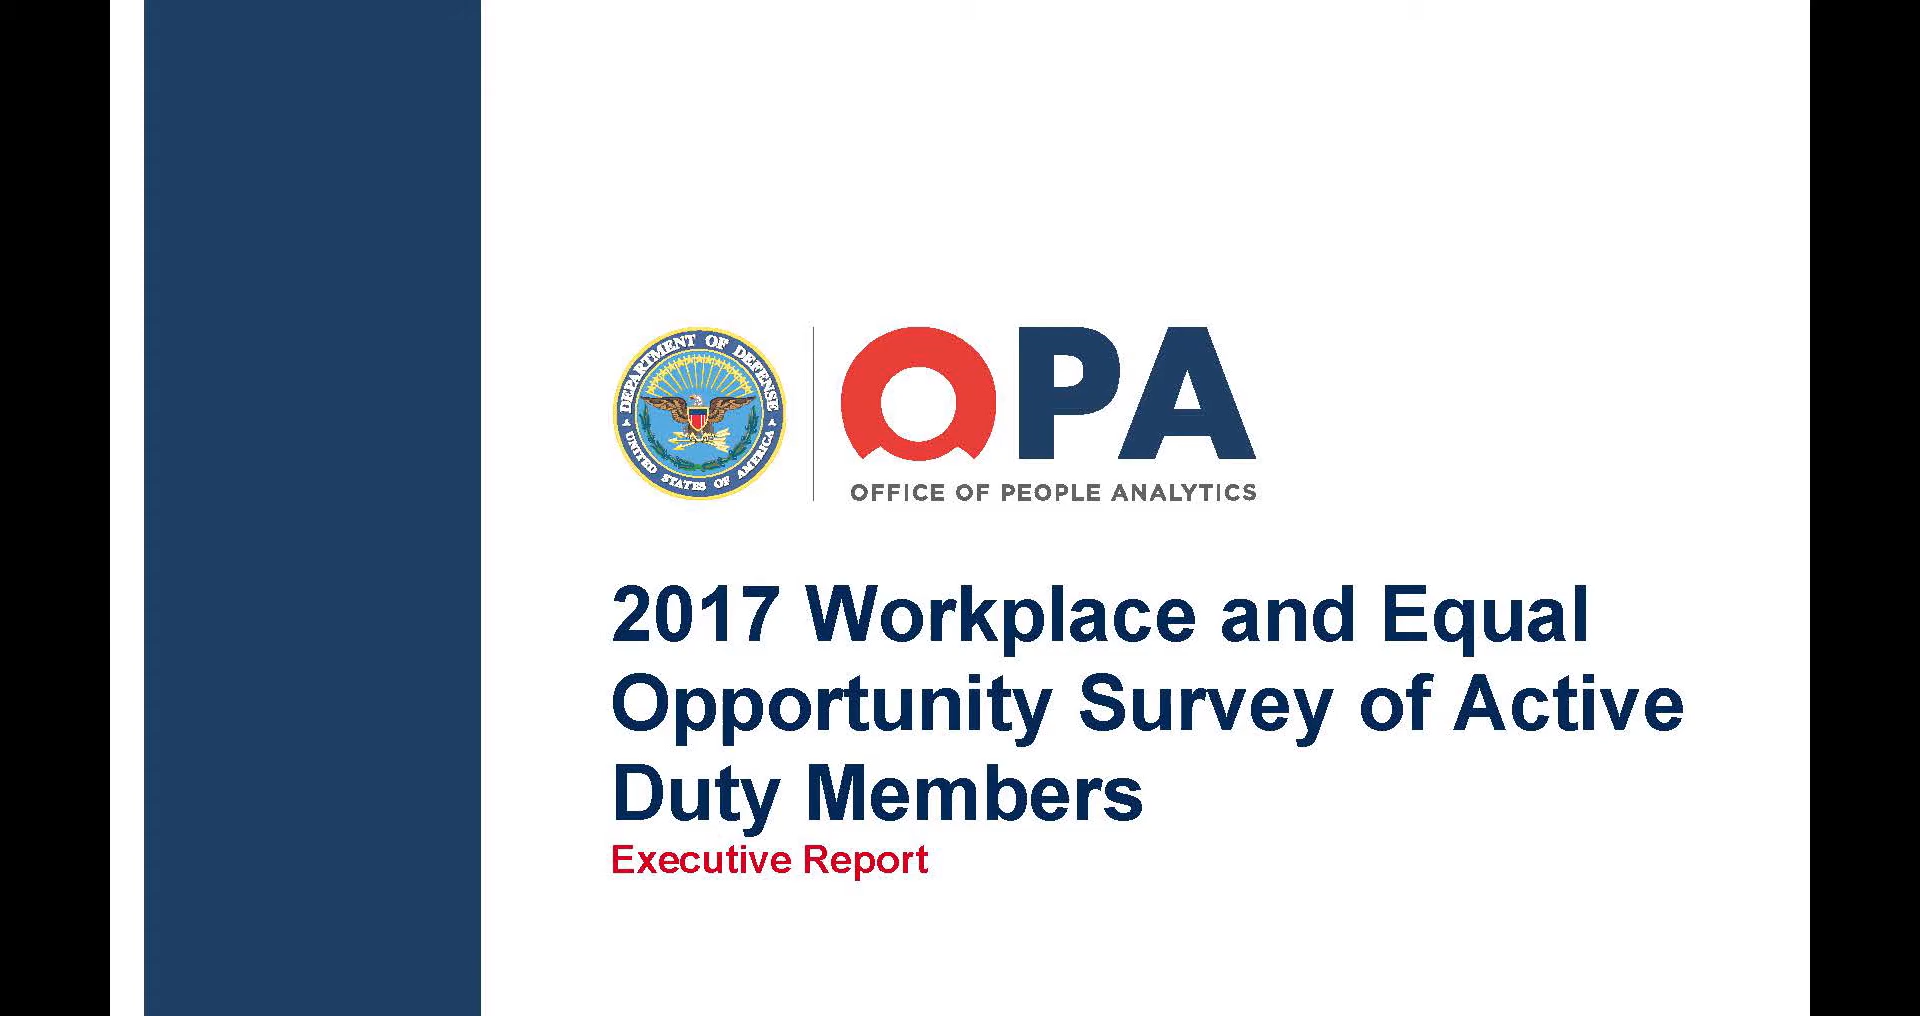 DEPARTMENT OF DEFENSE
UNITED STATES OF AMERICA
OPA
OFFICE OF PEOPLE ANALYTICS
2017 Workplace and Equal
Opportunity Survey of Active
Duty Members
Executive Report